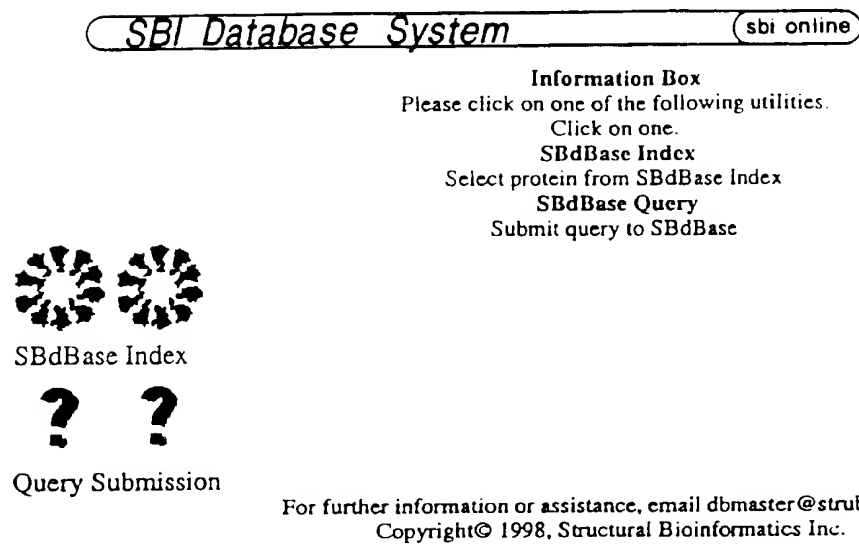 SBI Database System
sbi online
Information Box
Please click on one of the following utilities.
Click on one.
SBdBase Index
Select protein from SBdBase Index
SBdBase Query
Submit query to SBdBase
SBdBase Index
? ?
Query Submission
For further information or assistance, email
Copyright© 1998, Structural Bioinformatics Inc.